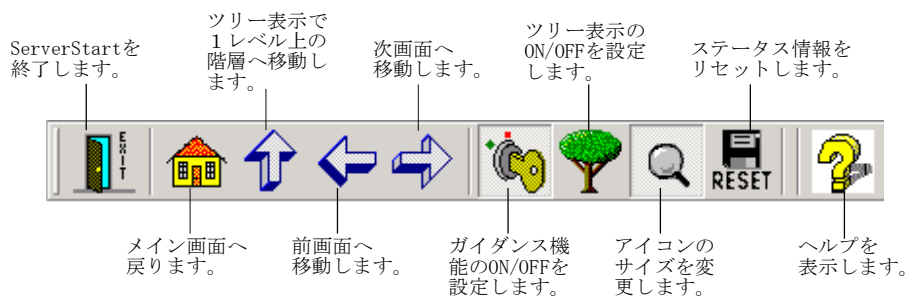 ServerStartを
終了します。
ツリー表示で
１レベル上の
階層へ移動し
ます。
次画面へ
移動します。
ツリー表示の
ON/OFFを設定
します。
ステータス情報を
リセットします。
EXIT
RESET
メイン画面へ
戻ります。
前画面へ
移動します。
ガイダンス機
能のON/OFFを
設定します。
アイコンの
サイズを変
更します。
ヘルプを
表示します。